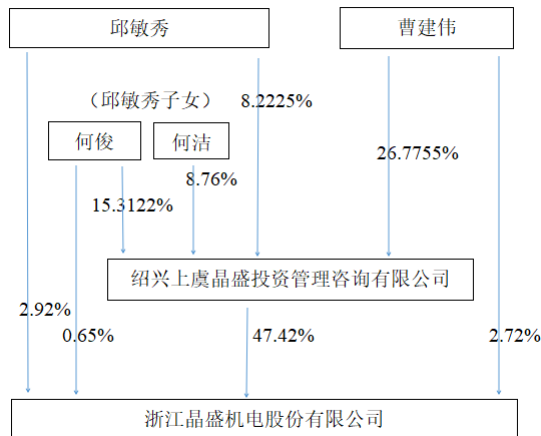 邱敏秀
曹建伟
（邱敏秀子女）
8.2225%
何俊
何洁
26.7755%
8.76%
15.3122%
绍兴上虞晶盛投资管理咨询有限公司
2.92%
0.65%
47.42%
2.72%
浙江晶盛机电股份有限公司